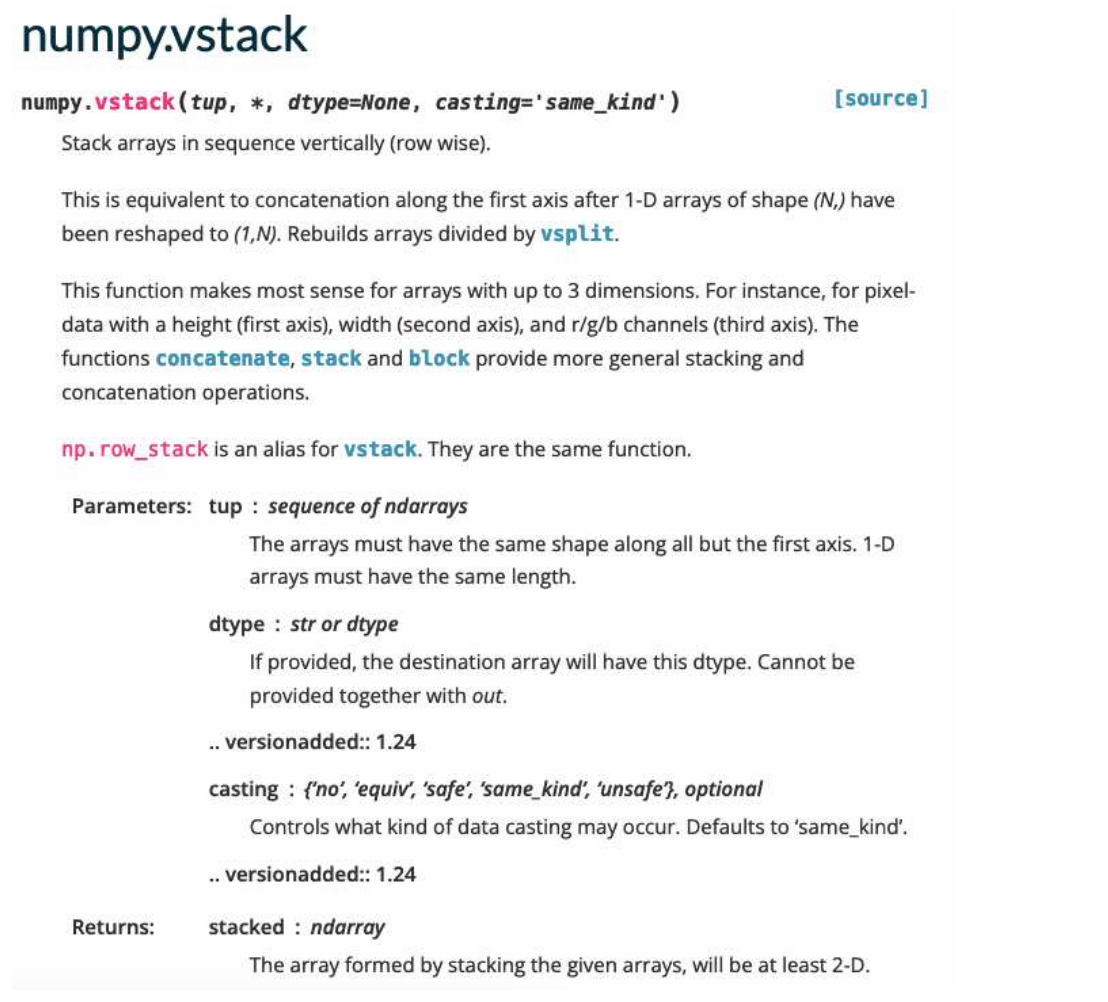 numpy.vstack
numpy.vstack(tup, *, dtype=None, casting='same_kind') [source]
Stack arrays in sequence vertically (row wise).
This is equivalent to concatenation along the first axis after 1-D arrays of shape (N,) have
been reshaped to (1,N). Rebuilds arrays divided by vsplit.
This function makes most sense for arrays with up to 3 dimensions. For instance, for pixel-
data with a height (first axis), width (second axis), and r/g/b channels (third axis). The
functions concatenate, stack and block provide more general stacking and
concatenation operations.
np.row_stack is an alias for vstack. They are the same function.
Parameters: tup : sequence of ndarrays
The arrays must have the same shape along all but the first axis. 1-D
arrays must have the same length.
dtype : str or dtype
If provided, the destination array will have this dtype. Cannot be
provided together with out.
.. versionadded:: 1.24
casting : {'no', 'equiv', 'safe', 'same_kind', 'unsafe'}, optional
Controls what kind of data casting may occur. Defaults to 'same_kind'.
.. versionadded:: 1.24
Returns: stacked : ndarray
The array formed by stacking the given arrays, will be at least 2-D.